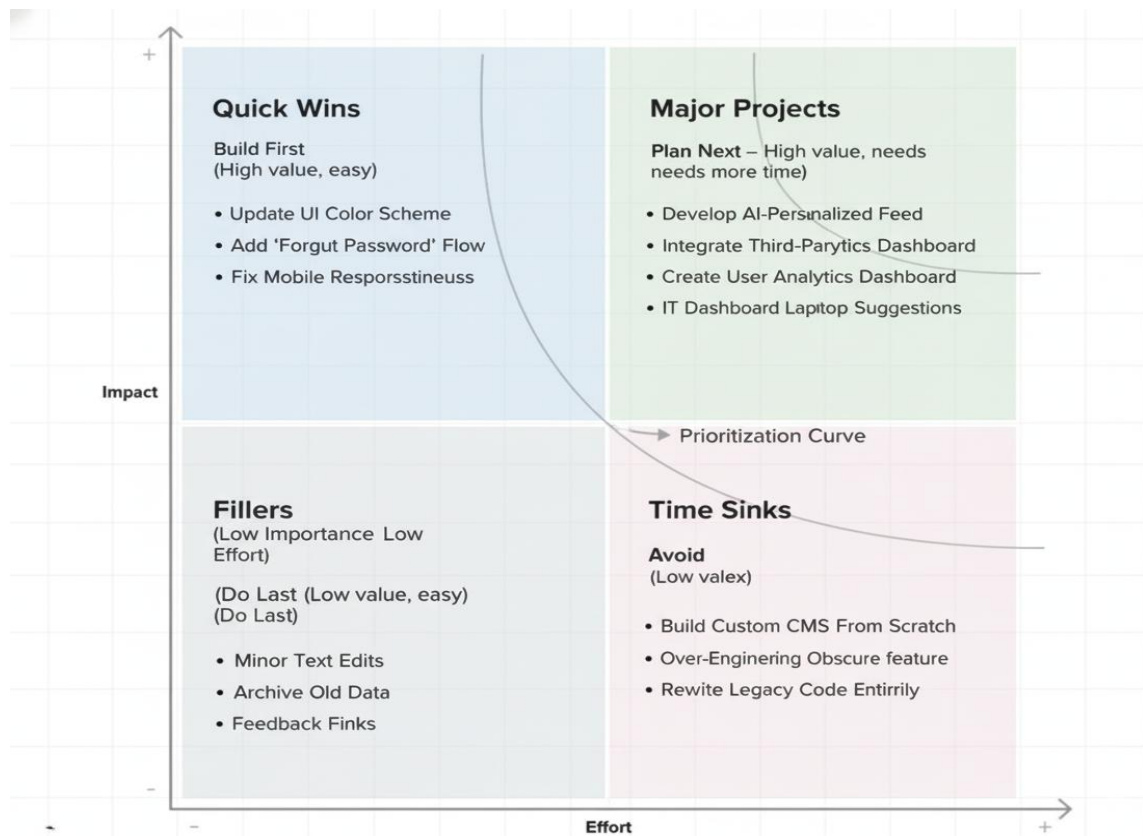 +
Quick Wins
Build First
(High value, easy)
• Update UI Color Scheme
• Add 'Forgut Password' Flow
• Fix Mobile Resporsstineuss
Major Projects
Plan Next – High value, needs
needs more time)
• Develop AI-Persnalized Feed
• Integrate Third-Parytics Dashboard
• Create User Analytics Dashboard
• IT Dashboard Laptop Suggestions
Impact
Prioritization Curve
Fillers
(Low Importance Low
Effort)
(Do Last (Low value, easy)
(Do Last)
• Minor Text Edits
• Archive Old Data
• Feedback Finks
Time Sinks
Avoid
(Low valex)
• Build Custom CMS From Scratch
• Over-Enginering Obscure feature
• Rewite Legacy Code Entirrily
–
–
Effort
+